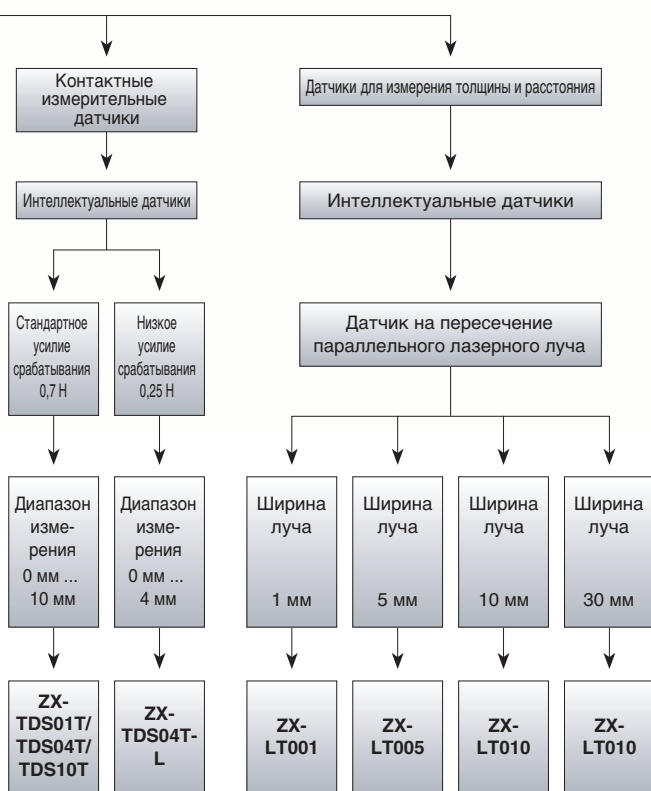 Контактные
измерительные
датчики
Датчики для измерения толщины и расстояния
Интеллектуальные датчики
Интеллектуальные датчики
Стандартное
усилие
срабатывания
0,7 Н
Низкое
усилие
срабатывания
0,25 Н
Датчик на пересечение
параллельного лазерного луча
Диапазон
изме-
рения
0 мм ...
10 мм
Диапазон
изме-
рения
0 мм ...
4 мм
Ширина
луча
1 мм
Ширина
луча
5 мм
Ширина
луча
10 мм
Ширина
луча
30 мм
ZX-
TDS01T/
TDS04T/
TDS10T
ZX-
TDS04T-
L
ZX-
LT001
ZX-
LT005
ZX-
LT010
ZX-
LT010